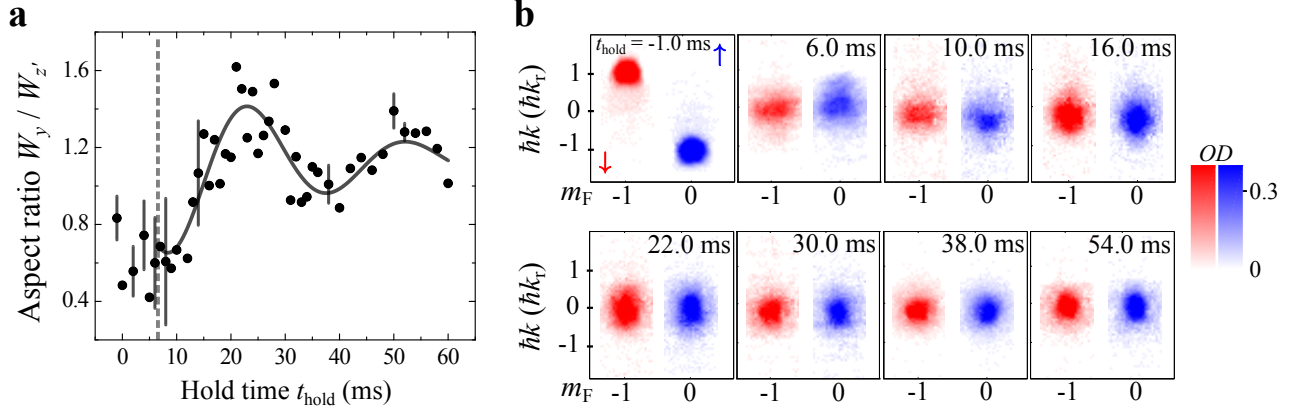 a
Aspect ratio W_y / W_z'
1.6
1.2
0.8
0.4
0 10 20 30 40 50 60
Hold time t_hold (ms)
b
ħk (ħk_r)
1
0
-1
t_hold = -1.0 ms ↑
↓
6.0 ms
10.0 ms
16.0 ms
m_F -1 0 -1 0 -1 0 -1 0
ħk (ħk_r)
1
0
-1
22.0 ms
30.0 ms
38.0 ms
54.0 ms
m_F -1 0 -1 0 -1 0 -1 0
OD
0.3
0